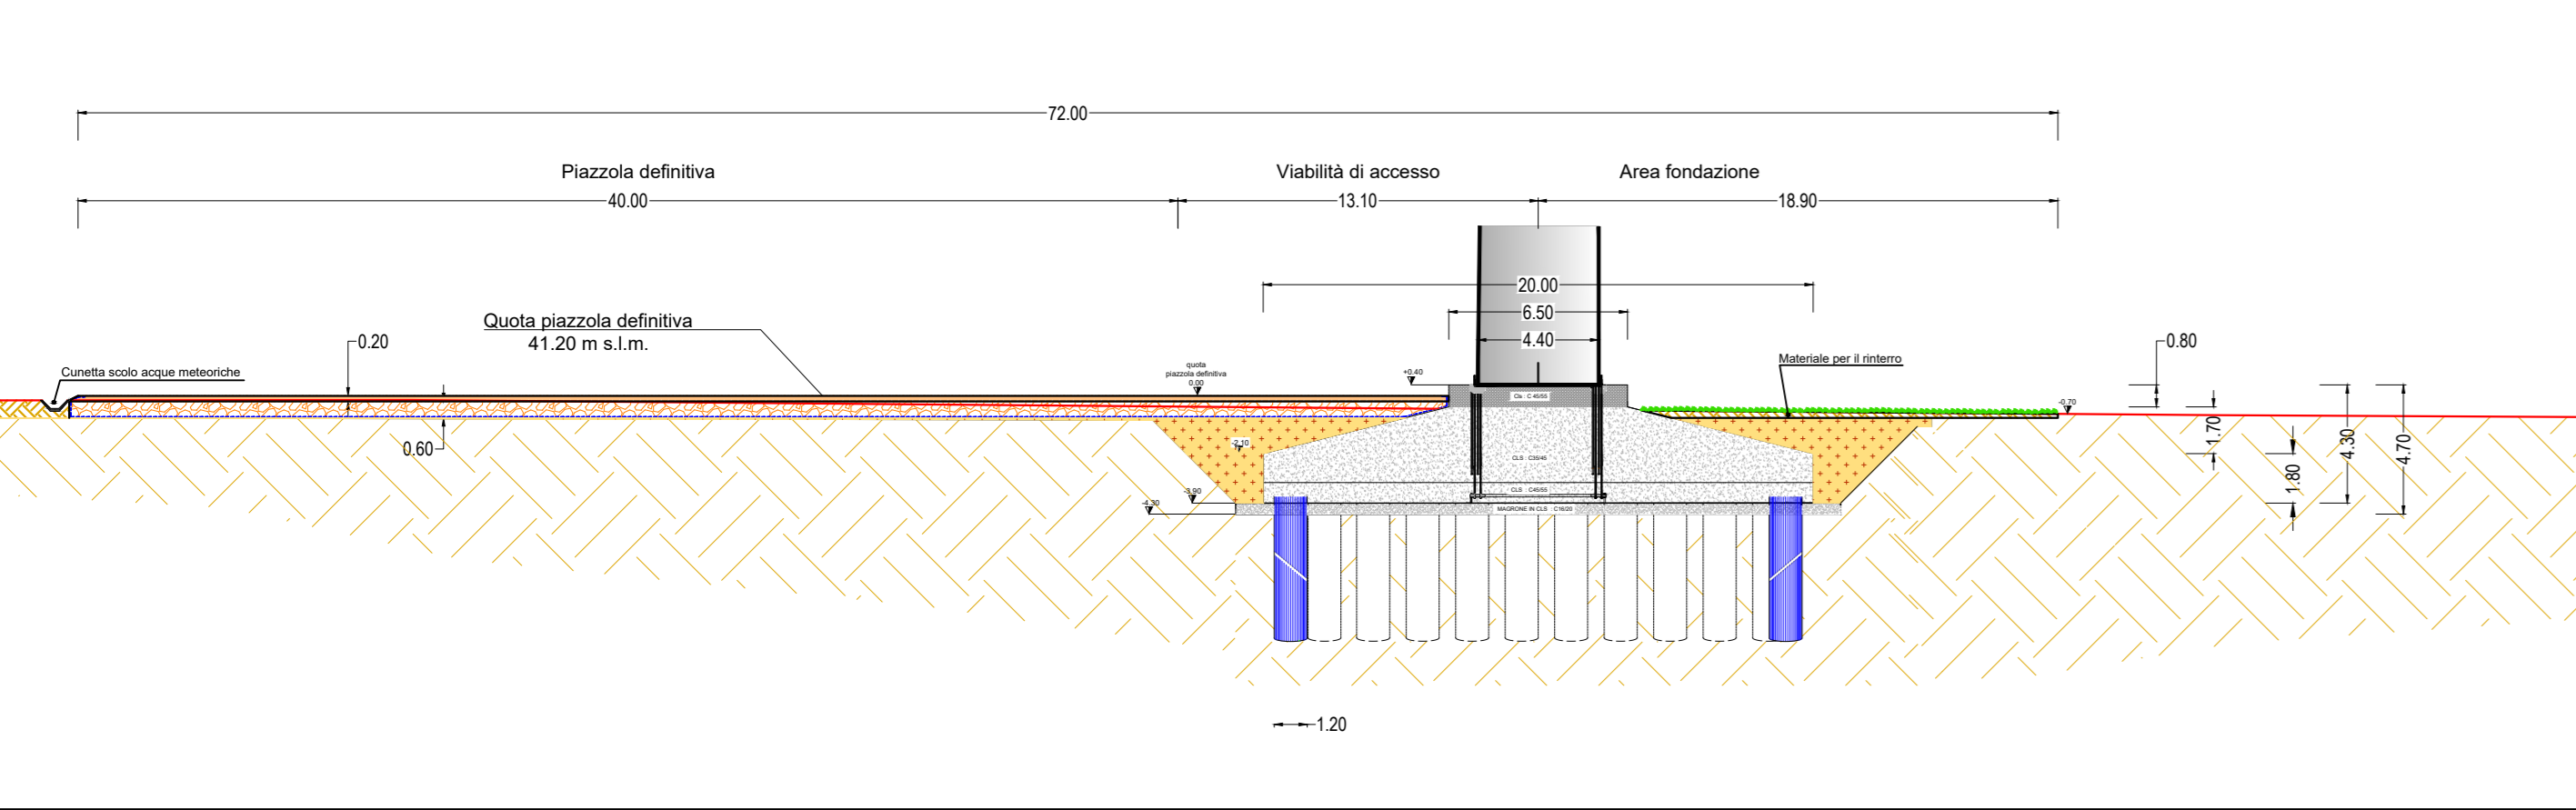 72.00
Piazzola definitiva
Viabilità di accesso
Area fondazione
40.00
13.10
18.90
20.00
6.50
4.40
Quota piazzola definitiva
41.20 m s.l.m.
0.20
0.60
Cunetta scolo acque meteoriche
quota
piazzola definitiva
0.00
+0.40
Materiale per il rinterro
-0.70
0.80
1.70
1.80
4.30
4.70
Cls : C 45/55
-2.10
CLS : C35/45
CLS : C45/55
-3.90
-4.30
MAGRONE IN CLS : C16/20
1.20